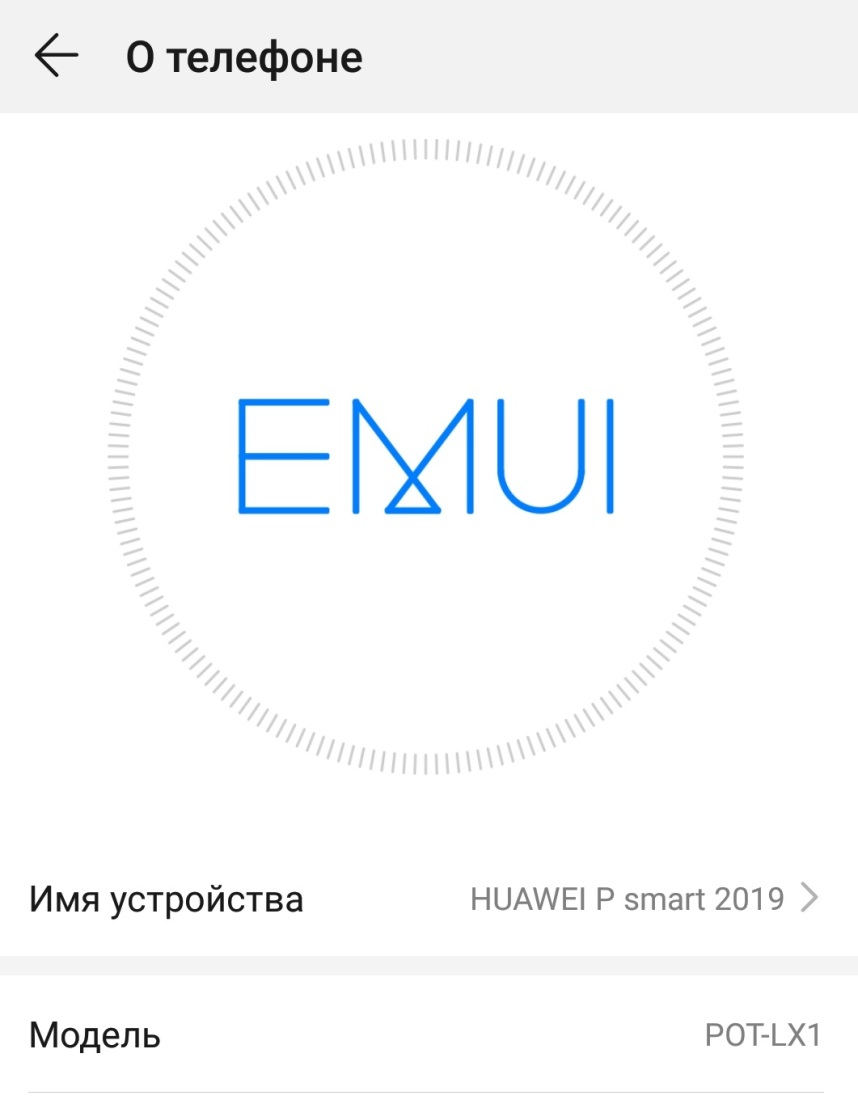 О телефоне
EMUI
Имя устройства HUAWEI P smart 2019
Модель POT-LX1